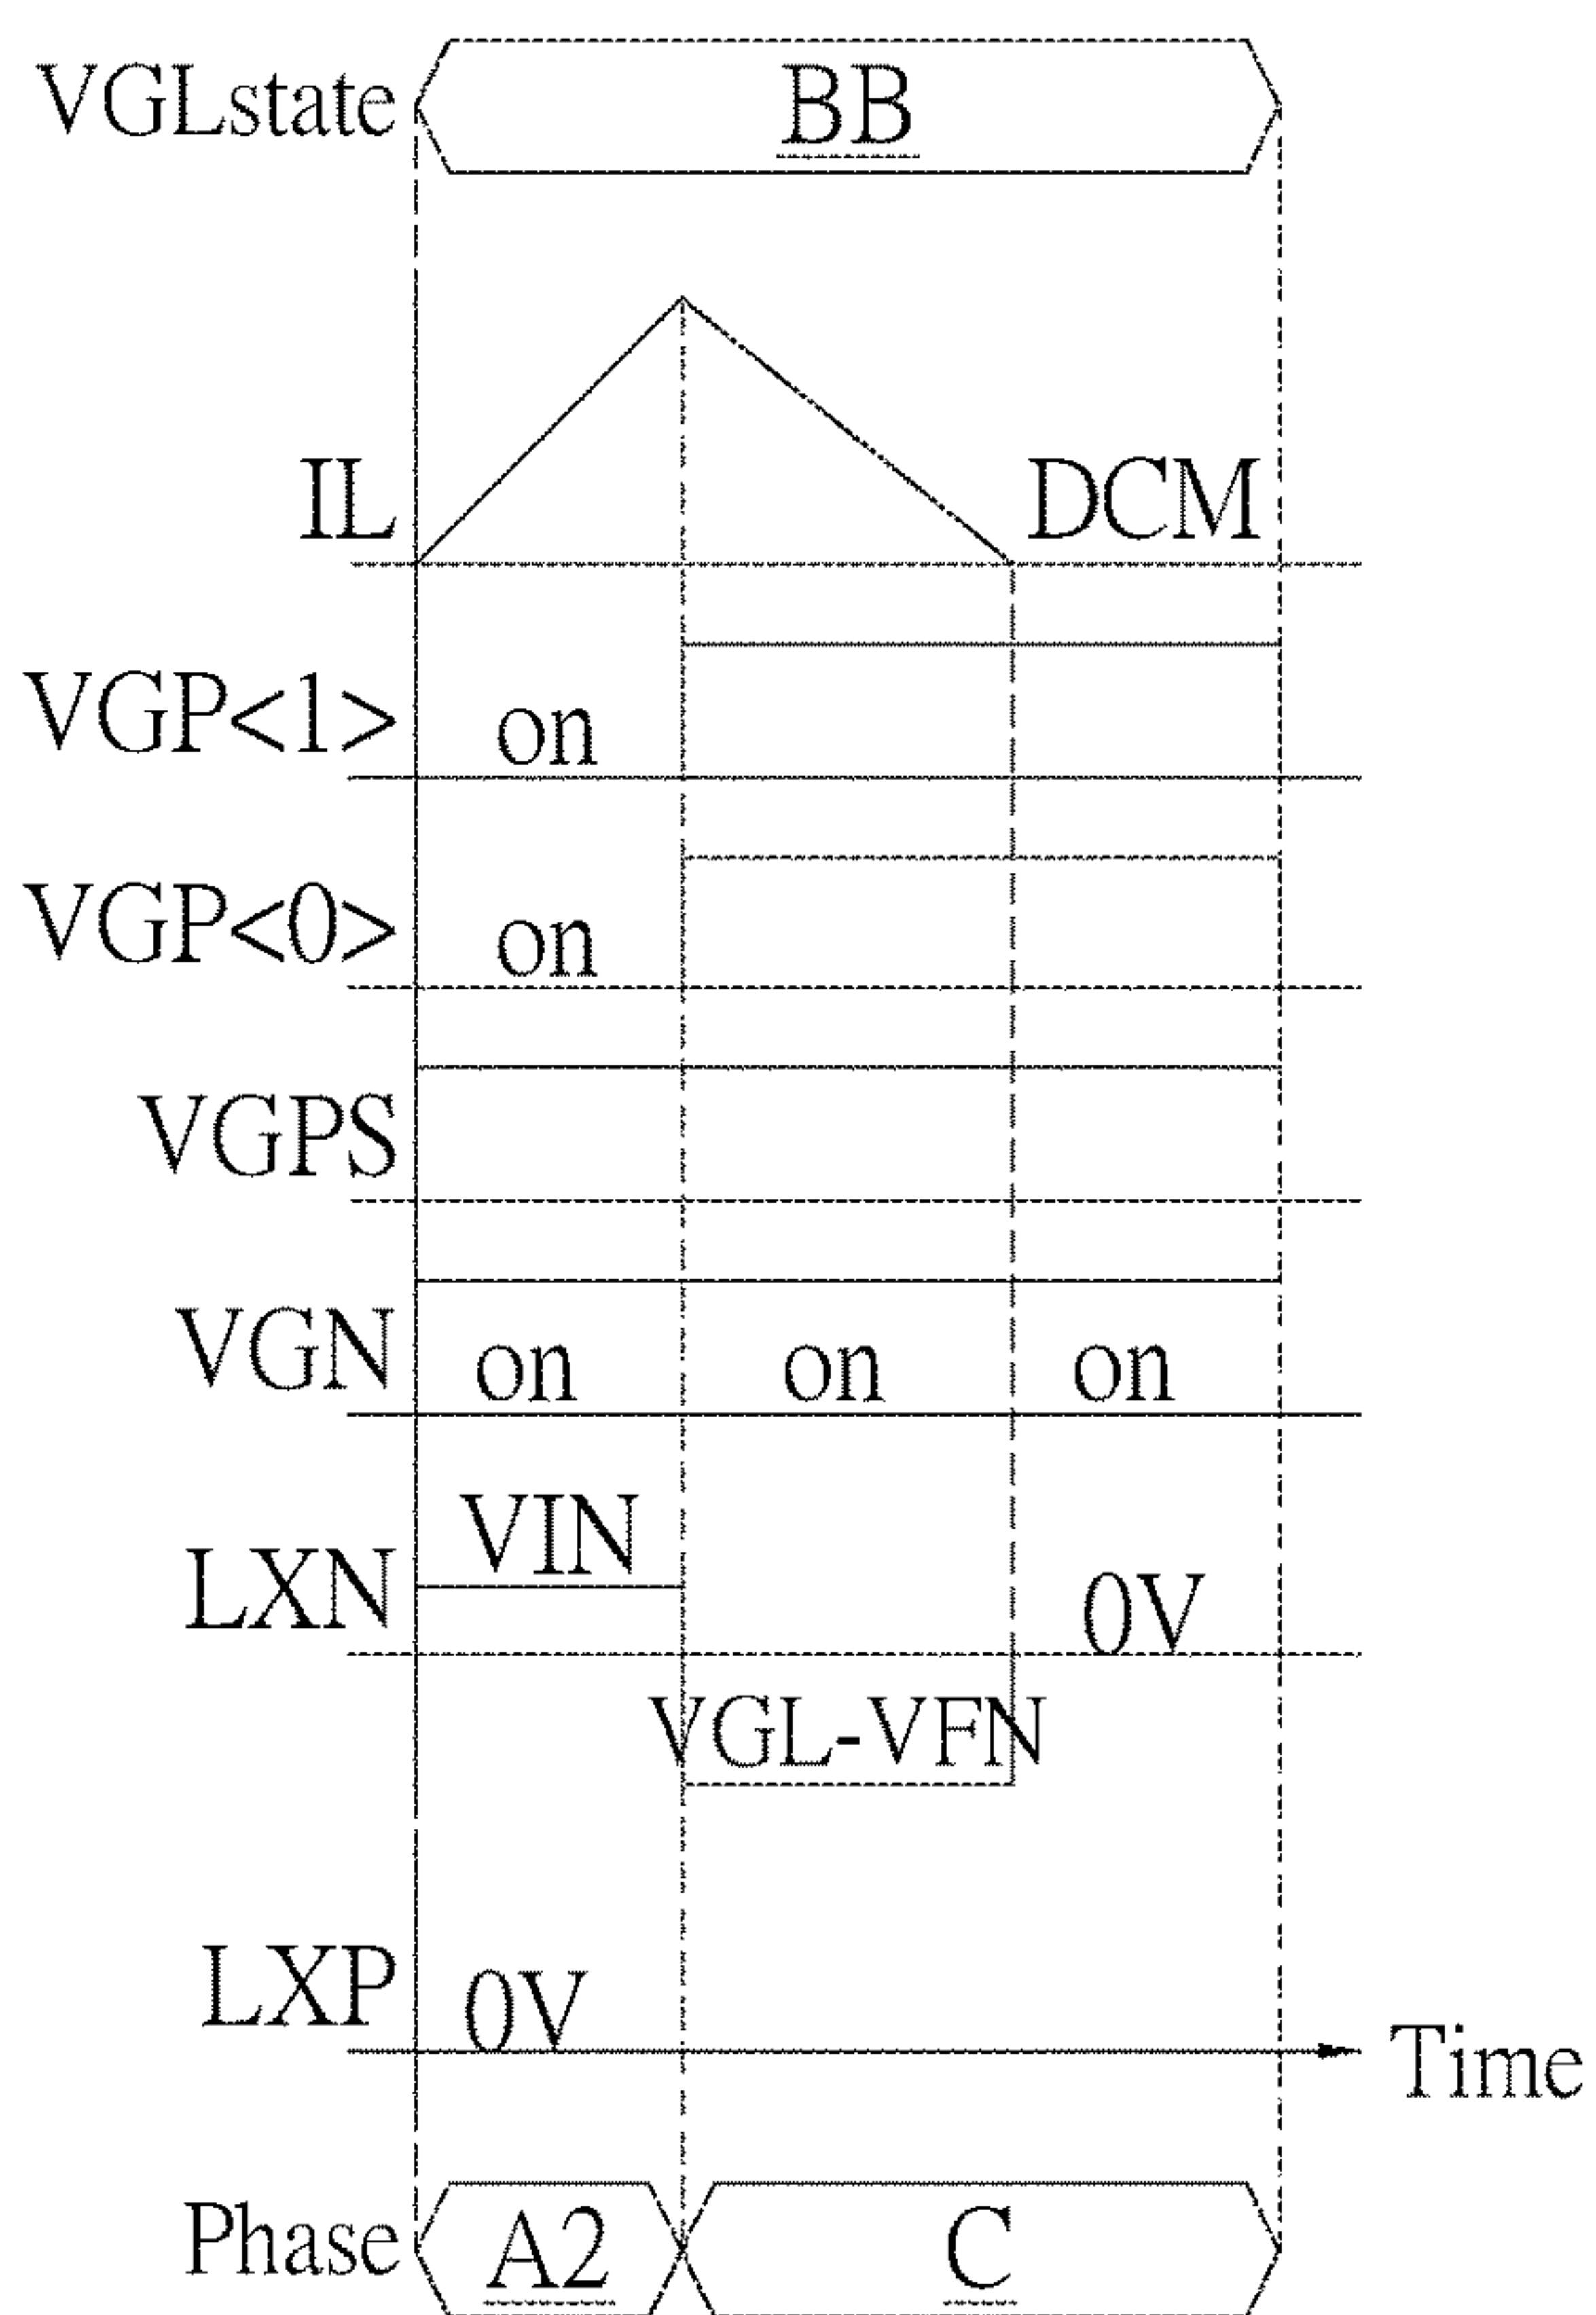 VGLstate BB
IL DCM
VGP<1> on
VGP<0> on
VGPS
VGN on on on
LXN VIN 0V
VGL-VFN
LXP 0V
Time
Phase A2 C